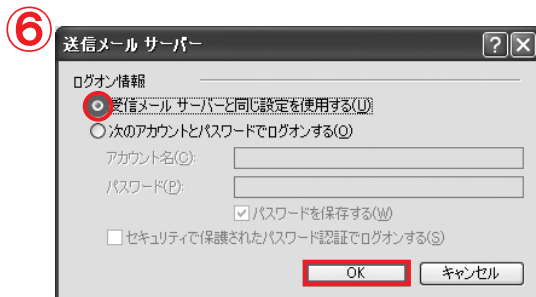 ⑥
送信メール サーバー
ログオン情報
受信メール サーバーと同じ設定を使用する(U)
次のアカウントとパスワードでログオンする(O)
アカウント名(C):
パスワード(P):
パスワードを保存する(W)
セキュリティで保護されたパスワード認証でログオンする(S)
OK キャンセル